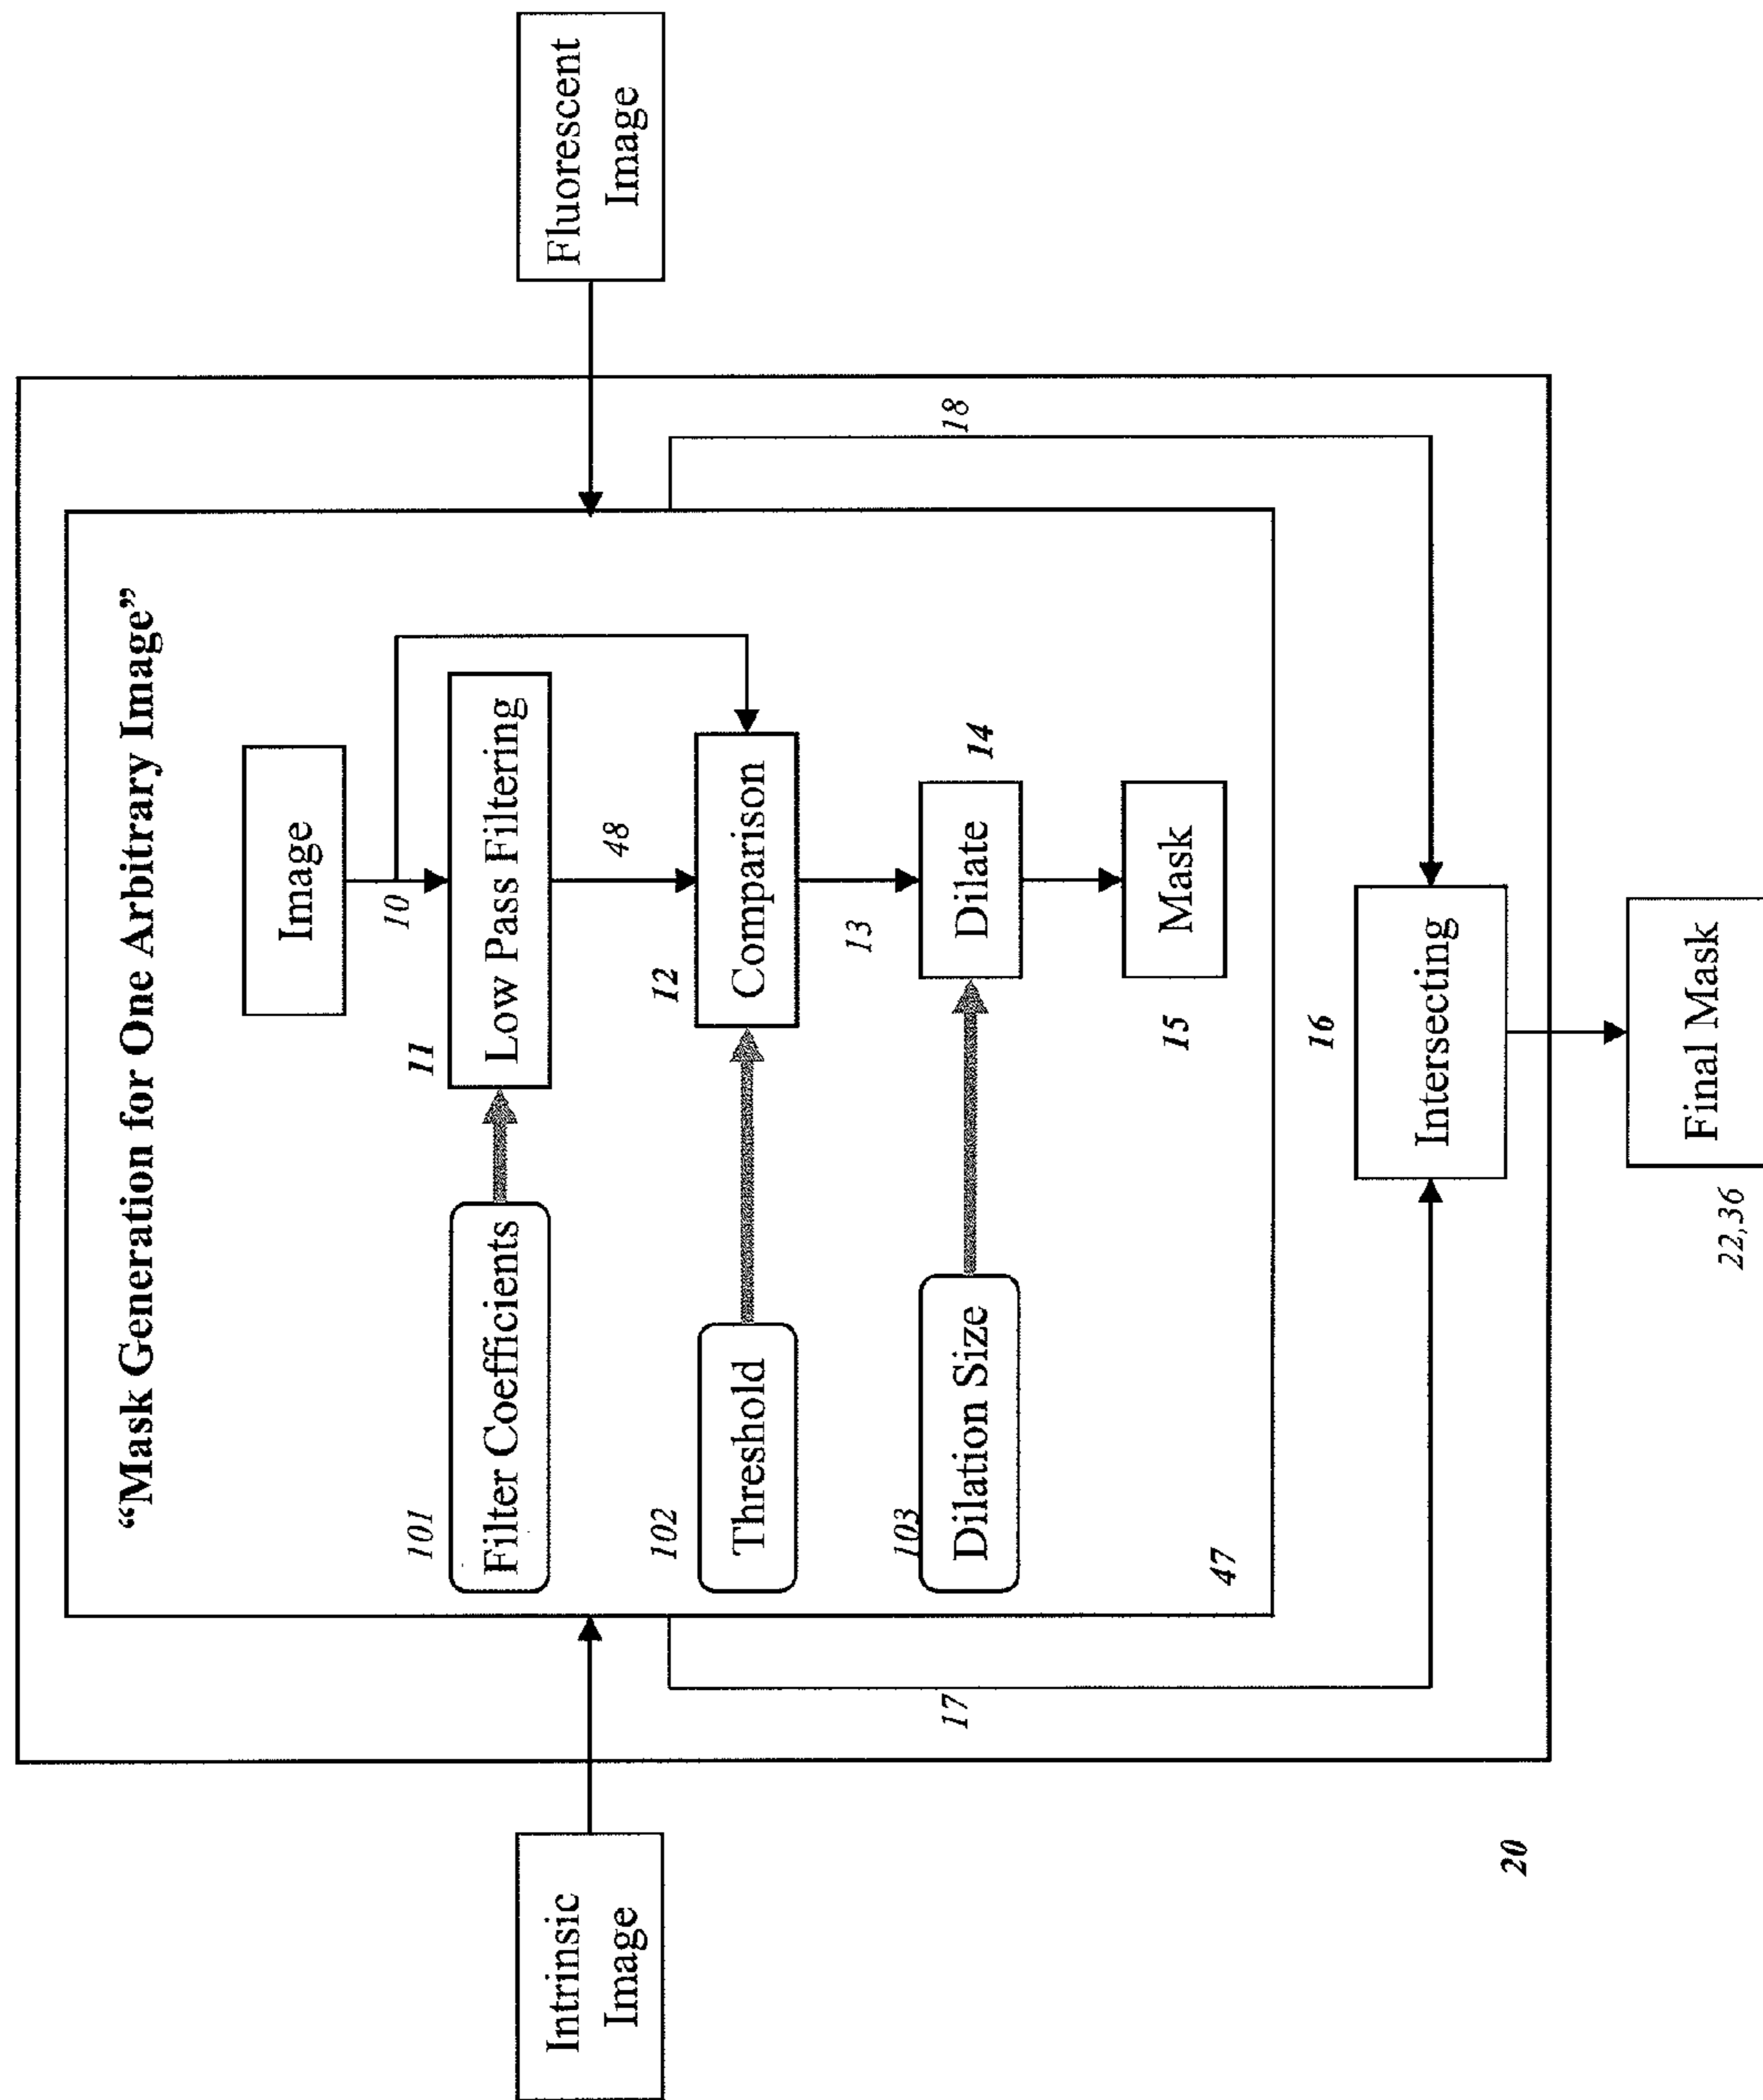 “Mask Generation for One Arbitrary Image”
Intrinsic
Image
Fluorescent
Image
Image
10
101
Filter Coefficients
11
Low Pass Filtering
48
102
Threshold
12
Comparison
13
103
Dilation Size
Dilate
14
15
Mask
47
17
18
16
Intersecting
20
22,36
Final Mask